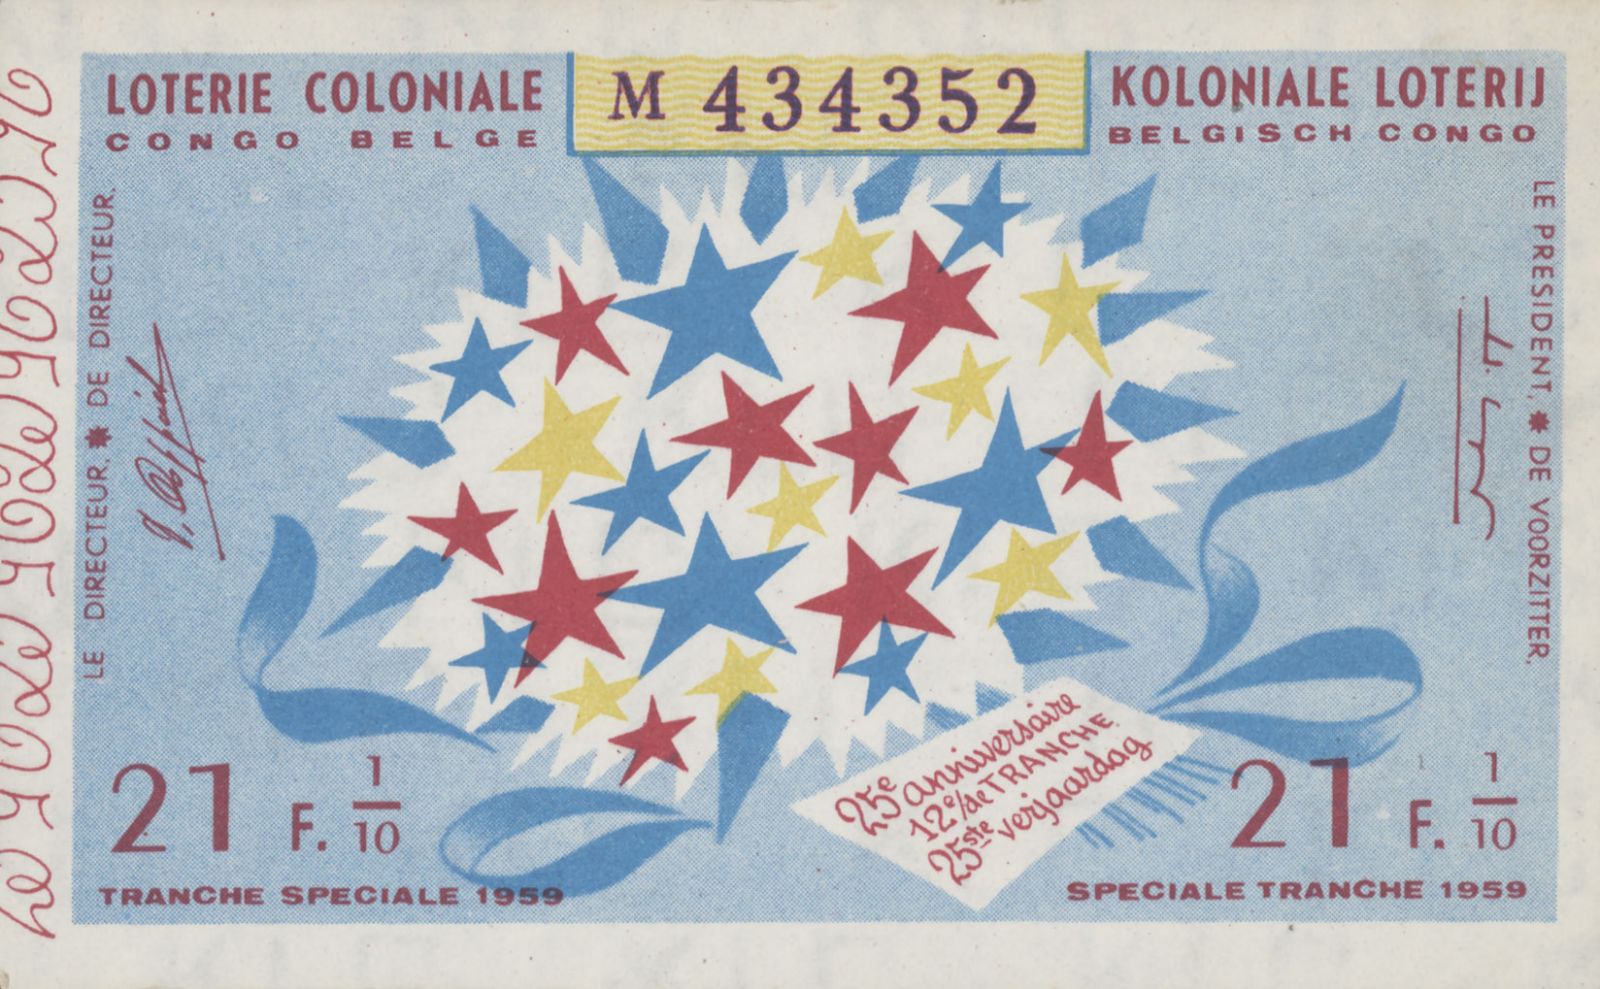 LOTERIE COLONIALE
CONGO BELGE
M 434352
KOLONIALE LOTERIJ
BELGISCH CONGO
LE DIRECTEUR. * DE DIRECTEUR.
LE PRESIDENT, * DE VOORZITTER.
25e anniversaire
12e/de TRANCHE
25ste verjaardag
21 F. 1/10
TRANCHE SPECIALE 1959
21 F. 1/10
SPECIALE TRANCHE 1959